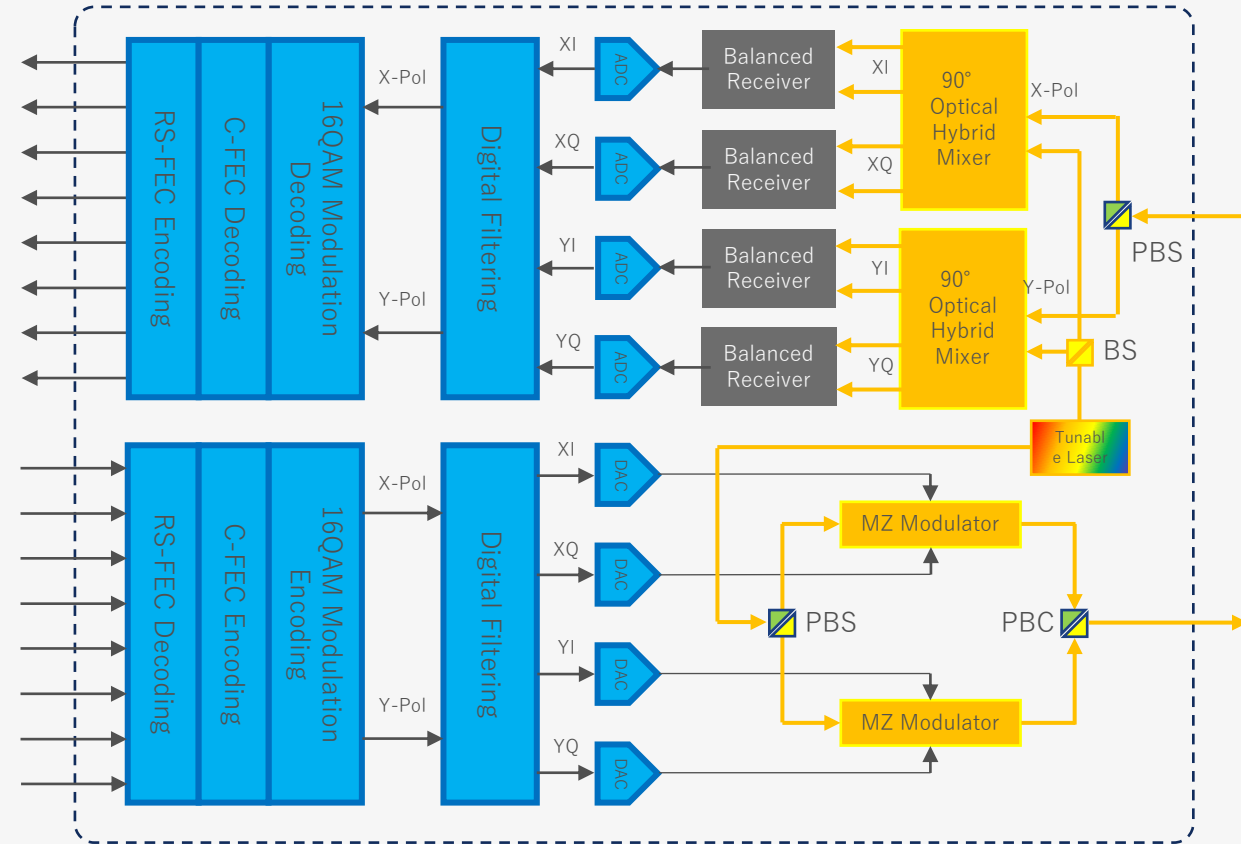 RS-FEC Encoding
C-FEC Decoding
16QAM Modulation
Decoding
X-Pol
Y-Pol
Digital Filtering
XI
XQ
YI
YQ
ADC
ADC
ADC
ADC
Balanced
Receiver
Balanced
Receiver
Balanced
Receiver
Balanced
Receiver
XI
XQ
YI
YQ
90°
Optical
Hybrid
Mixer
90°
Optical
Hybrid
Mixer
X-Pol
Y-Pol
PBS
BS
Tunabl
e Laser
RS-FEC Decoding
C-FEC Encoding
16QAM Modulation
Encoding
X-Pol
Y-Pol
Digital Filtering
XI
XQ
YI
YQ
DAC
DAC
DAC
DAC
MZ Modulator
PBS
PBC
MZ Modulator